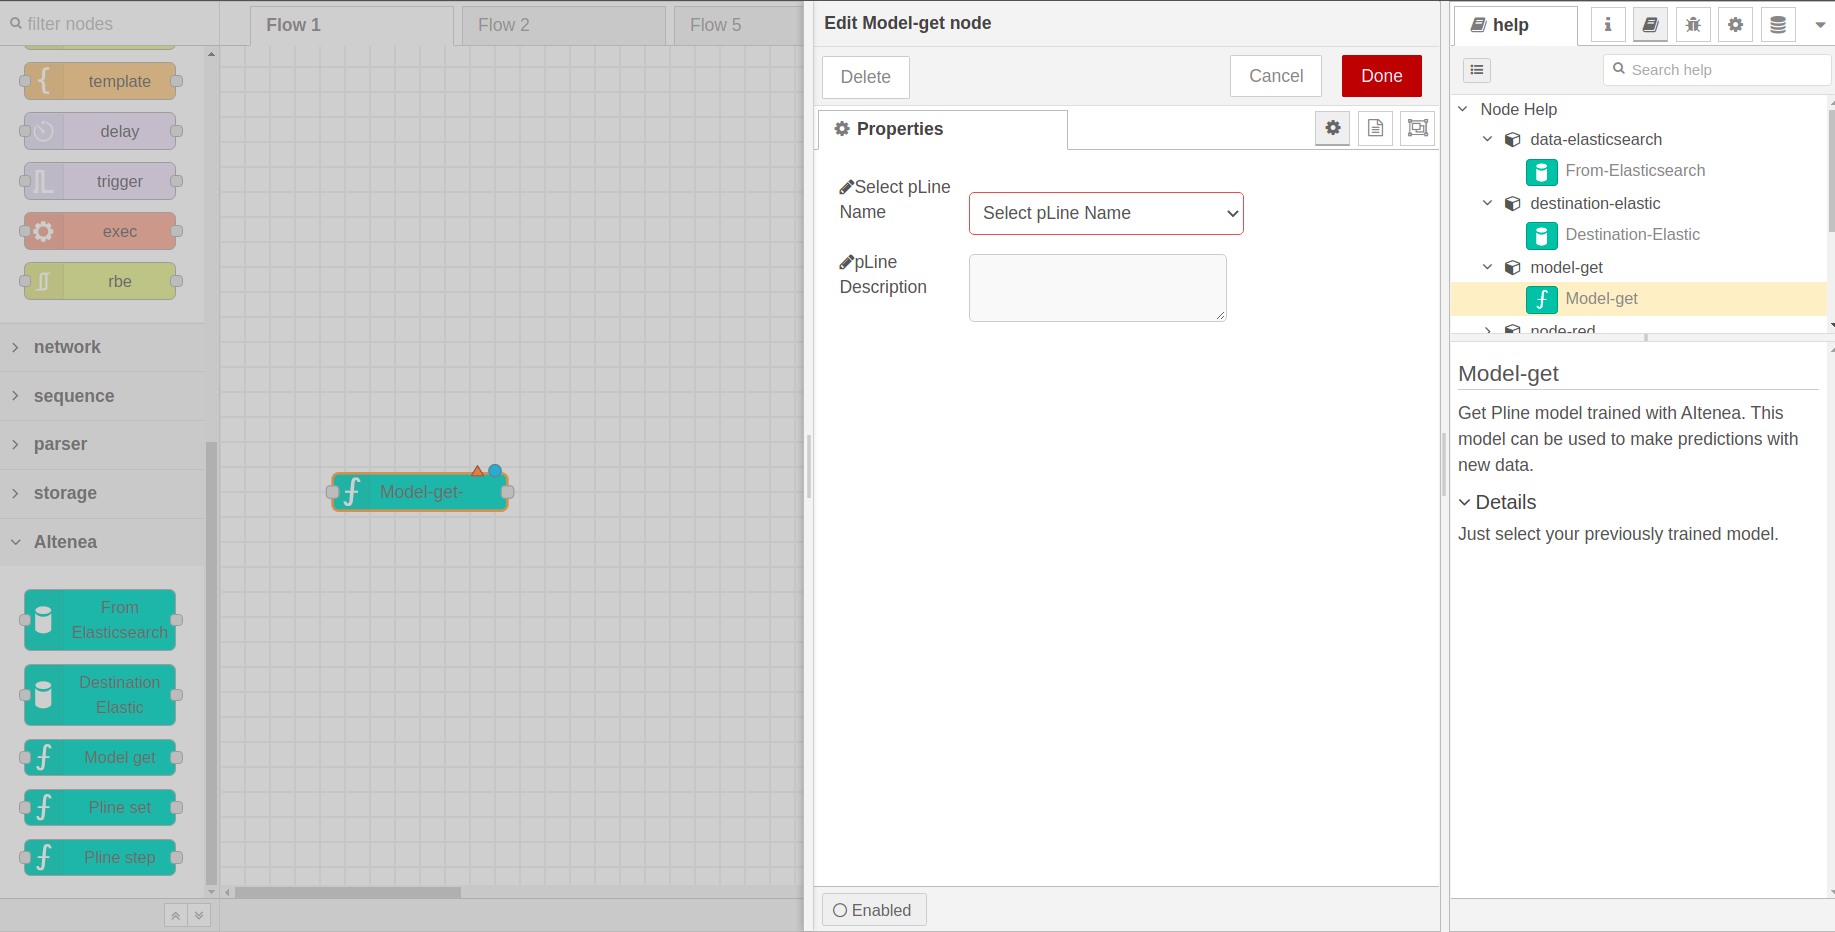 filter nodes
template
delay
trigger
exec
rbe
network
sequence
parser
storage
Altenea
From
Elasticsearch
Destination
Elastic
Model get
Pline set
Pline step
Flow 1
Flow 2
Flow 5
Model-get-
Edit Model-get node
Delete
Cancel
Done
Properties
Select pLine
Name
Select pLine Name
pLine
Description
Enabled
help
Search help
Node Help
data-elasticsearch
From-Elasticsearch
destination-elastic
Destination-Elastic
model-get
Model-get
node-red
Model-get
Get Pline model trained with Altenea. This
model can be used to make predictions with
new data.
Details
Just select your previously trained model.